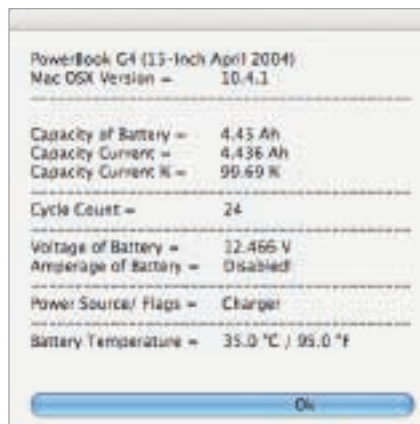 PowerBook G4 (15-Inch April 2004)
Mac OSX Version = 10.4.1
Capacity of Battery = 4.45 Ah
Capacity Current = 4.436 Ah
Capacity Current % = 99.69 %
Cycle Count = 24
Voltage of Battery = 12.466 V
Amperage of Battery = Disabled!
Power Source/ Flags = Charger
Battery Temperature = 35.0 °C / 95.0 °F
Ok